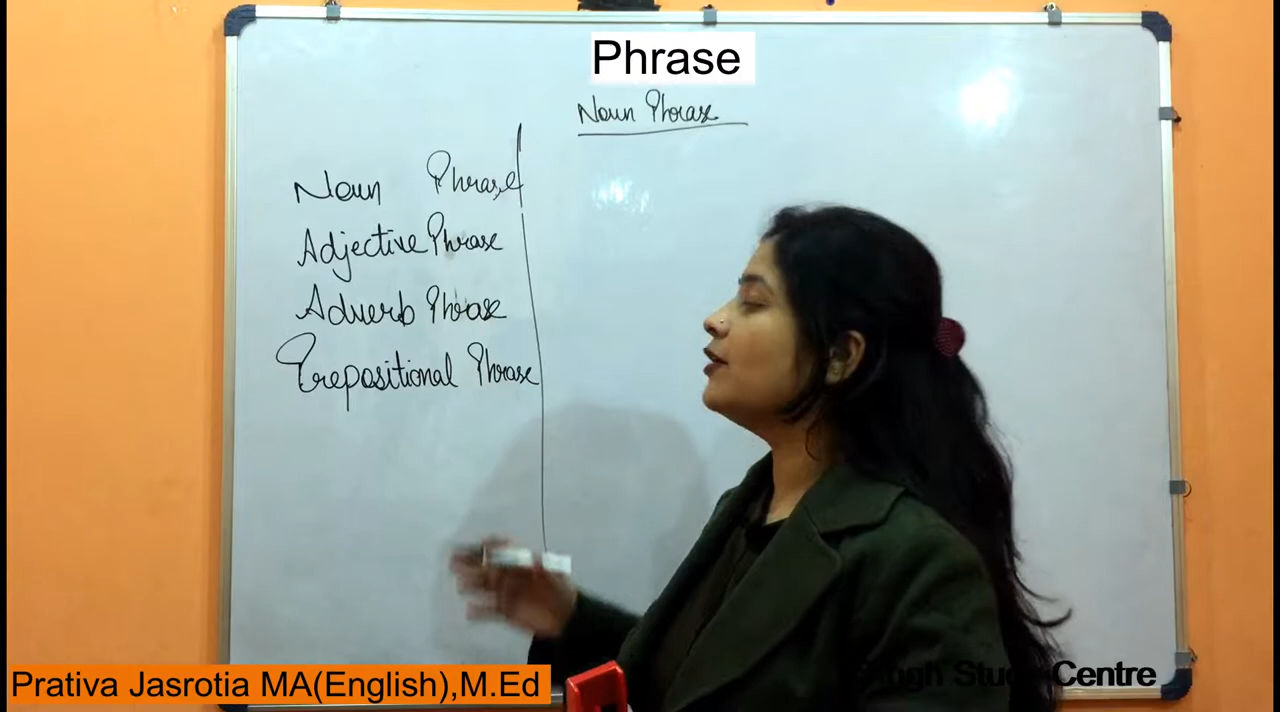 Phrase
Noun Phrase
Noun Phrase
Adjective Phrase
Adverb Phrase
Prepositional Phrase
Prativa Jasrotia MA(English),M.Ed
Centre